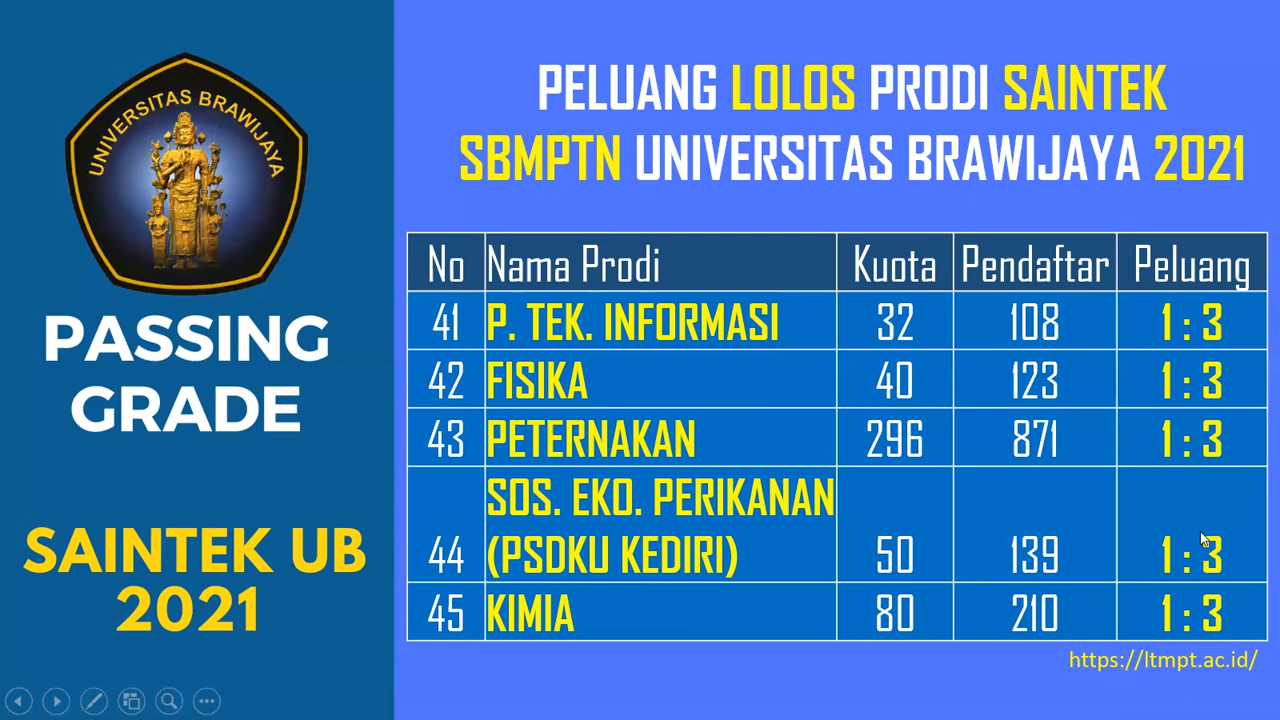 UNIVERSITAS BRAWIJAYA
PASSING
GRADE
SAINTEK UB
2021
PELUANG LOLOS PRODI SAINTEK
SBMPTN UNIVERSITAS BRAWIJAYA 2021
No Nama Prodi Kuota Pendaftar Peluang
41 P. TEK. INFORMASI 32 108 1 : 3
42 FISIKA 40 123 1 : 3
43 PETERNAKAN 296 871 1 : 3
SOS. EKO. PERIKANAN
44 (PSDKU KEDIRI) 50 139 1 : 3
45 KIMIA 80 210 1 : 3
https://ltmpt.ac.id/